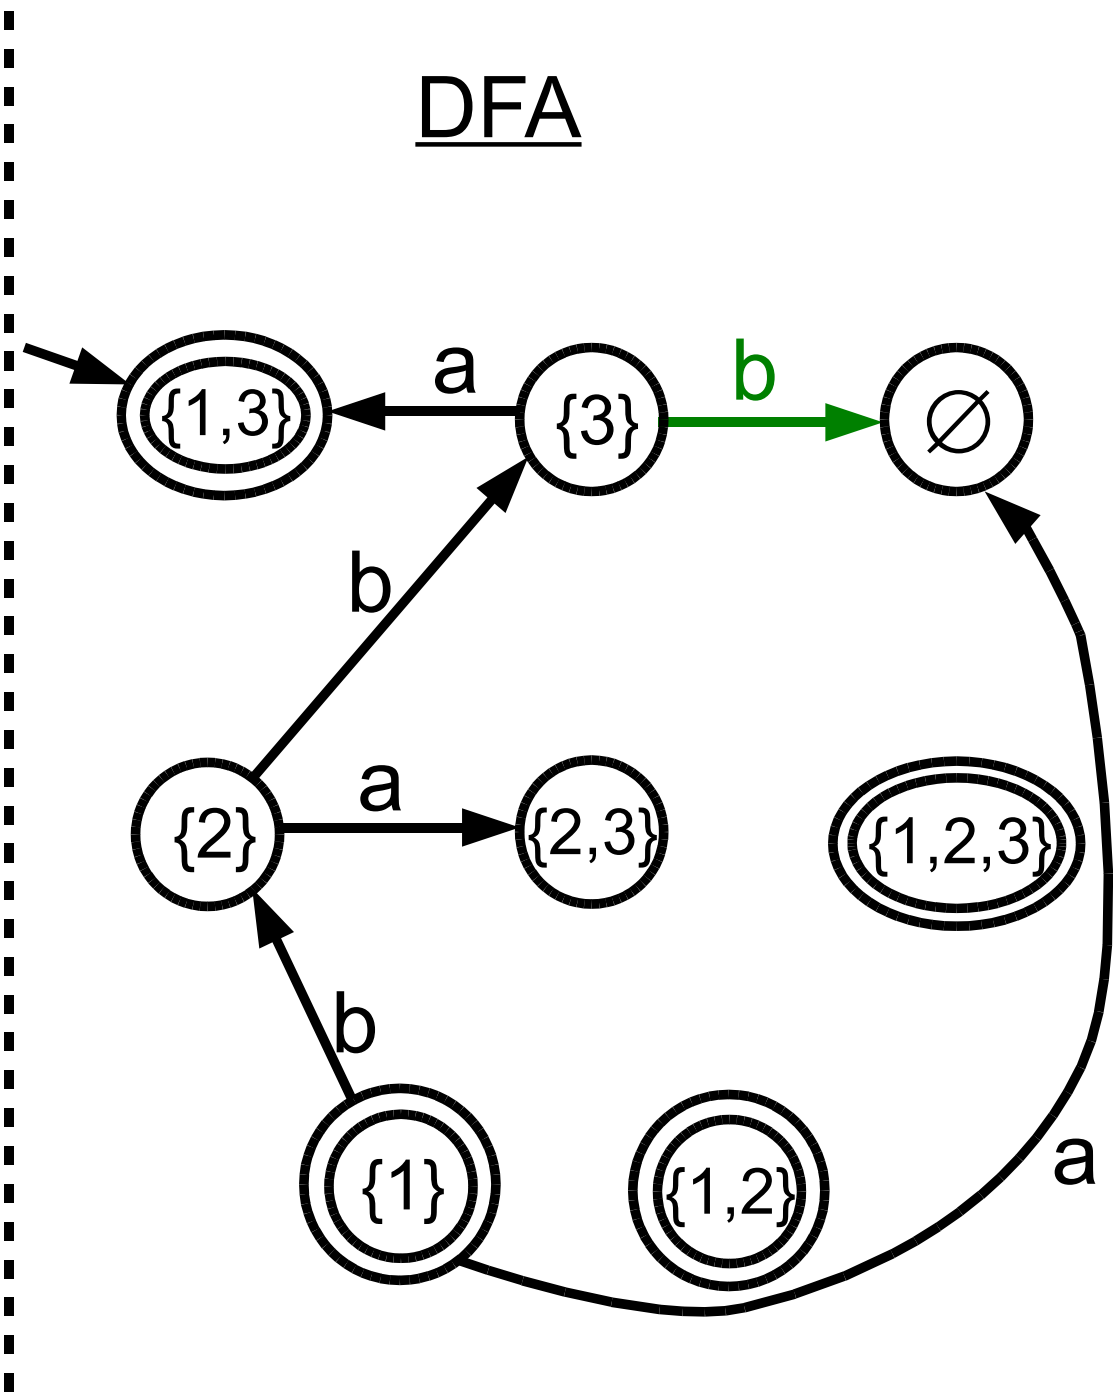 DFA
a b
{1,3} {3} ∅
b
a
{2} {2,3} {1,2,3}
b
a
{1} {1,2}